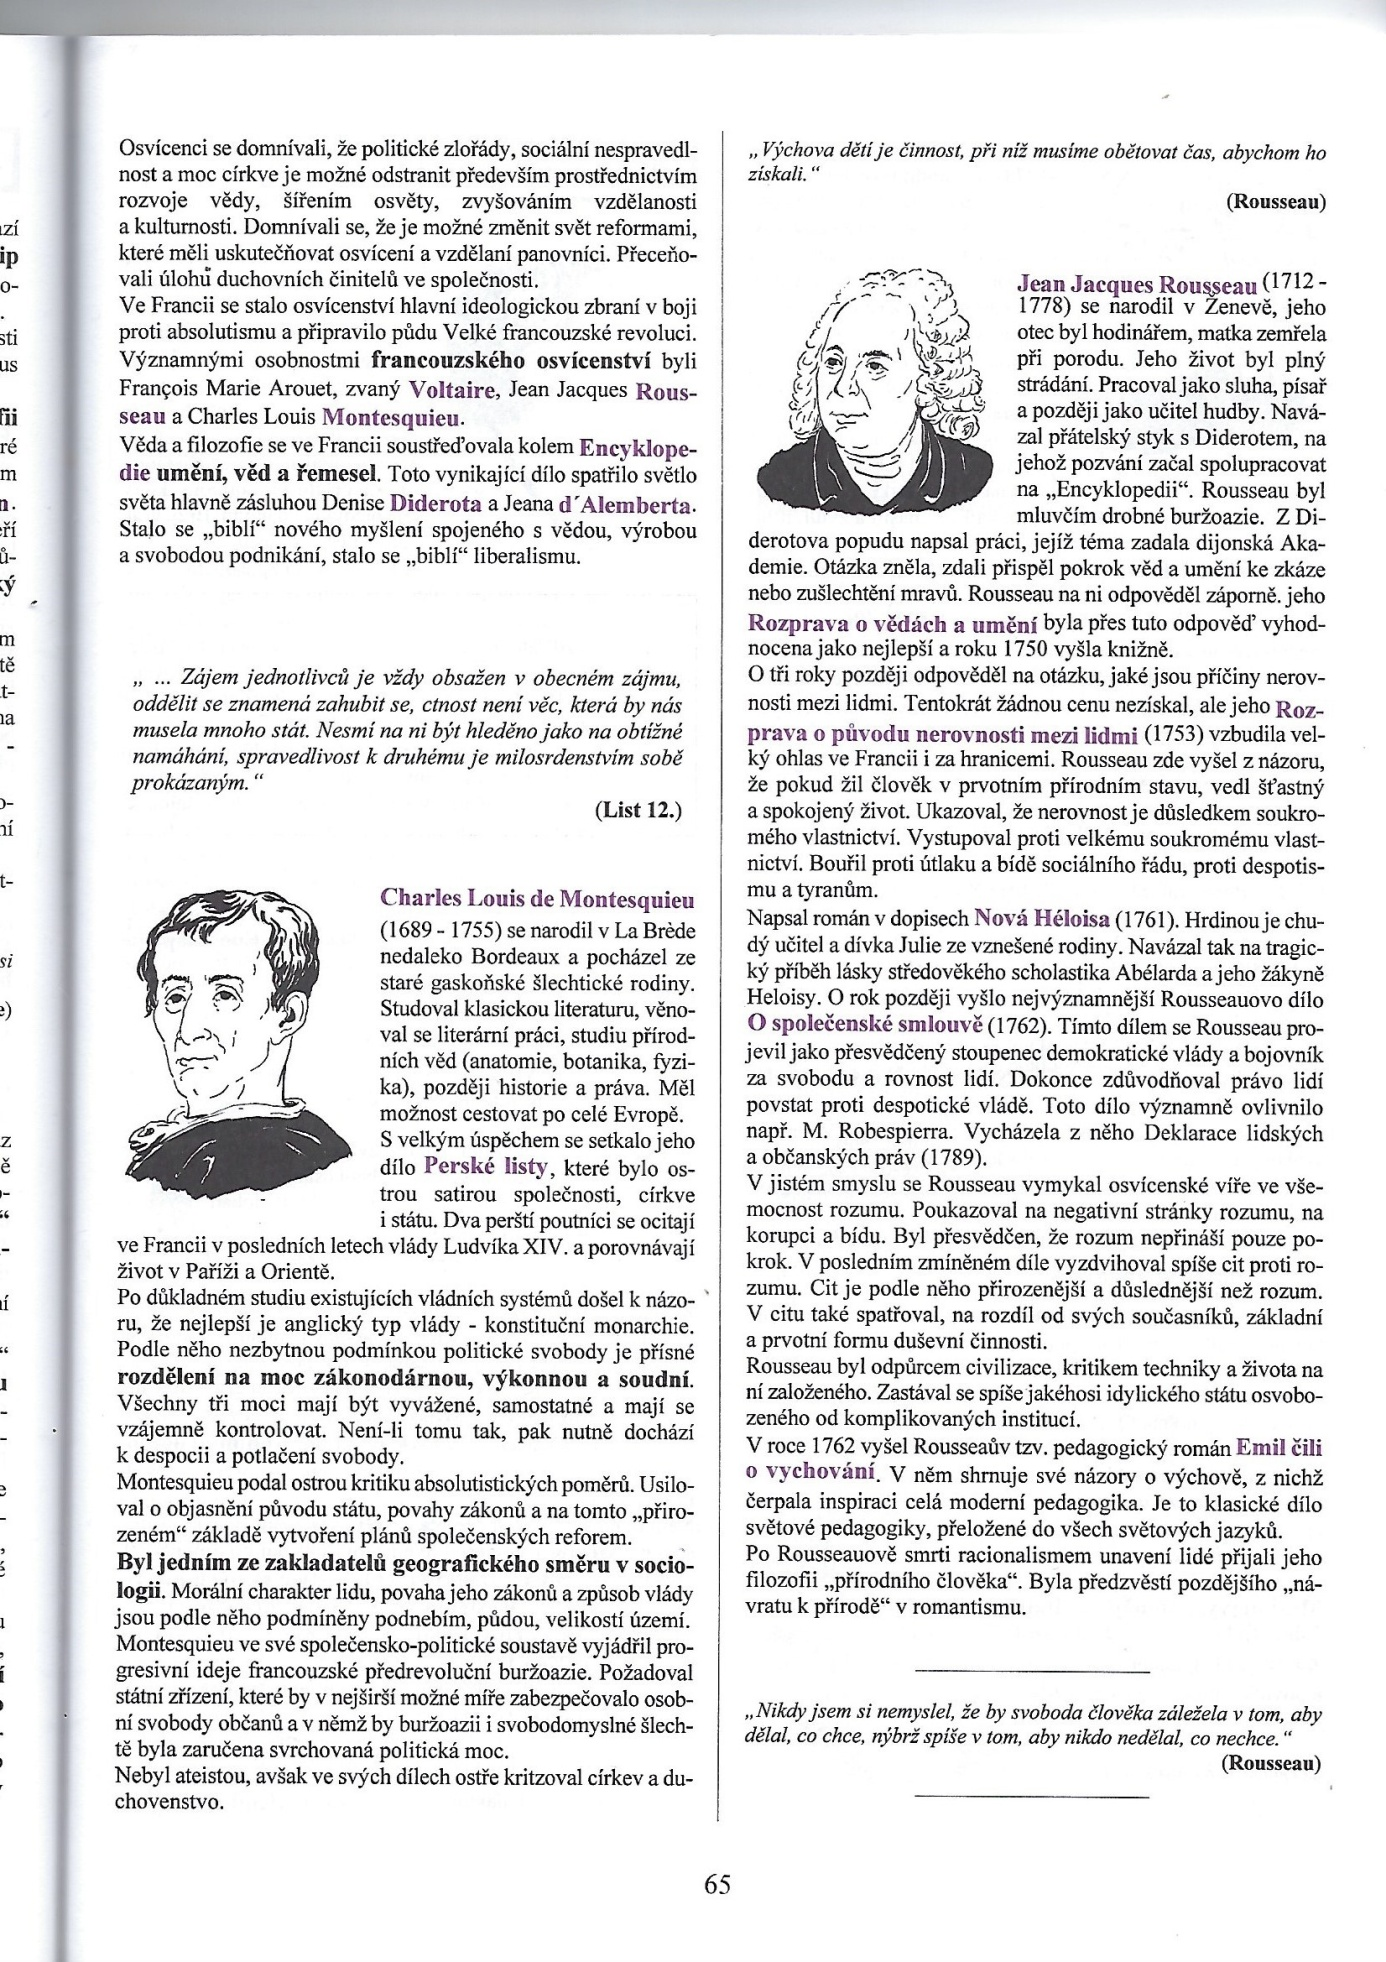 Osvícenci se domnívali, že politické zlořády, sociální nespravedl-
nost a moc církve je možné odstranit především prostřednictvím
rozvoje vědy, šířením osvěty, zvyšováním vzdělanosti
a kulturnosti. Domnívali se, že je možné změnit svět reformami,
které měli uskutečňovat osvícení a vzdělaní panovníci. Přeceňo-
vali úlohu duchovních činitelů ve společnosti.
Ve Francii se stalo osvícenství hlavní ideologickou zbraní v boji
proti absolutismu a připravilo půdu Velké francouzské revoluci.
Významnými osobnostmi francouzského osvícenství byli
François Marie Arouet, zvaný Voltaire, Jean Jacques Rous-
seau a Charles Louis Montesquieu.
Věda a filozofie se ve Francii soustřeďovala kolem Encyklope-
die umění, věd a řemesel. Toto vynikající dílo spatřilo světlo
světa hlavně zásluhou Denise Diderota a Jeana d´Alemberta.
Stalo se „biblí“ nového myšlení spojeného s vědou, výrobou
a svobodou podnikání, stalo se „biblí“ liberalismu.
„ ... Zájem jednotlivců je vždy obsažen v obecném zájmu,
oddělit se znamená zahubit se, ctnost není věc, která by nás
musela mnoho stát. Nesmí na ni být hleděno jako na obtížné
namáhání, spravedlivost k druhému je milosrdenstvím sobě
prokázaným.“
(List 12.)
Charles Louis de Montesquieu
(1689 - 1755) se narodil v La Brède
nedaleko Bordeaux a pocházel ze
staré gaskoňské šlechtické rodiny.
Studoval klasickou literaturu, věno-
val se literární práci, studiu přírod-
ních věd (anatomie, botanika, fyzi-
ka), později historie a práva. Měl
možnost cestovat po celé Evropě.
S velkým úspěchem se setkalo jeho
dílo Perské listy, které bylo os-
trou satirou společnosti, církve
i státu. Dva perští poutníci se ocitají
ve Francii v posledních letech vlády Ludvíka XIV. a porovnávají
život v Paříži a Orientě.
Po důkladném studiu existujících vládních systémů došel k názo-
ru, že nejlepší je anglický typ vlády - konstituční monarchie.
Podle něho nezbytnou podmínkou politické svobody je přísné
rozdělení na moc zákonodárnou, výkonnou a soudní.
Všechny tři moci mají být vyvážené, samostatné a mají se
vzájemně kontrolovat. Není-li tomu tak, pak nutně dochází
k despocii a potlačení svobody.
Montesquieu podal ostrou kritiku absolutistických poměrů. Usilo-
val o objasnění původu státu, povahy zákonů a na tomto „přiro-
zeném“ základě vytvoření plánů společenských reforem.
Byl jedním ze zakladatelů geografického směru v socio-
logii. Morální charakter lidu, povaha jeho zákonů a způsob vlády
jsou podle něho podmíněny podnebím, půdou, velikostí území.
Montesquieu ve své společensko-politické soustavě vyjádřil pro-
gresivní ideje francouzské předrevoluční buržoazie. Požadoval
státní zřízení, které by v nejširší možné míře zabezpečovalo osob-
ní svobody občanů a v němž by buržoazii i svobodomyslné šlech-
tě byla zaručena svrchovaná politická moc.
Nebyl ateistou, avšak ve svých dílech ostře kritzoval církev a du-
chovenstvo.
„ Výchova dětí je činnost, při níž musíme obětovat čas, abychom ho
získali.“
(Rousseau)
Jean Jacques Rousseau (1712 -
1778) se narodil v Ženevě, jeho
otec byl hodinářem, matka zemřela
při porodu. Jeho život byl plný
strádání. Pracoval jako sluha, písař
a později jako učitel hudby. Navá-
zal přátelský styk s Diderotem, na
jehož pozvání začal spolupracovat
na „Encyklopedii“. Rousseau byl
mluvčím drobné buržoazie. Z Di-
derotova popudu napsal práci, jejíž téma zadala dijonská Aka-
demie. Otázka zněla, zdali přispěl pokrok věd a umění ke zkáze
nebo zušlechtění mravů. Rousseau na ni odpověděl záporně. jeho
Rozprava o vědách a umění byla přes tuto odpověď vyhod-
nocena jako nejlepší a roku 1750 vyšla knižně.
O tři roky později odpověděl na otázku, jaké jsou příčiny nerov-
nosti mezi lidmi. Tentokrát žádnou cenu nezískal, ale jeho Roz-
prava o původu nerovnosti mezi lidmi (1753) vzbudila vel-
ký ohlas ve Francii i za hranicemi. Rousseau zde vyšel z názoru,
že pokud žil člověk v prvotním přírodním stavu, vedl šťastný
a spokojený život. Ukazoval, že nerovnost je důsledkem soukro-
mého vlastnictví. Vystupoval proti velkému soukromému vlast-
nictví. Bouřil proti útlaku a bídě sociálního řádu, proti despotis-
mu a tyranům.
Napsal román v dopisech Nová Héloisa (1761). Hrdinou je chu-
dý učitel a dívka Julie ze vznešené rodiny. Navázal tak na tragic-
ký příběh lásky středověkého scholastika Abélarda a jeho žákyně
Heloisy. O rok později vyšlo nejvýznamnější Rousseauovo dílo
O společenské smlouvě (1762). Tímto dílem se Rousseau pro-
jevil jako přesvědčený stoupenec demokratické vlády a bojovník
za svobodu a rovnost lidí. Dokonce zdůvodňoval právo lidí
povstat proti despotické vládě. Toto dílo významně ovlivnilo
např. M. Robespierra. Vycházela z něho Deklarace lidských
a občanských práv (1789).
V jistém smyslu se Rousseau vymykal osvícenské víře ve vše-
mocnost rozumu. Poukazoval na negativní stránky rozumu, na
korupci a bídu. Byl přesvědčen, že rozum nepřináší pouze po-
krok. V posledním zmíněném díle vyzdvihoval spíše cit proti ro-
zumu. Cit je podle něho přirozenější a důslednější než rozum.
V citu také spatřoval, na rozdíl od svých současníků, základní
a prvotní formu duševní činnosti.
Rousseau byl odpůrcem civilizace, kritikem techniky a života na
ní založeného. Zastával se spíše jakéhosi idylického státu osvobo-
zeného od komplikovaných institucí.
V roce 1762 vyšel Rousseaův tzv. pedagogický román Emil čili
o vychování. V něm shrnuje své názory o výchově, z nichž
čerpala inspiraci celá moderní pedagogika. Je to klasické dílo
světové pedagogiky, přeložené do všech světových jazyků.
Po Rousseauově smrti racionalismem unavení lidé přijali jeho
filozofii „přírodního člověka“. Byla předzvěstí pozdějšího „ná-
vratu k přírodě“ v romantismu.
„Nikdy jsem si nemyslel, že by svoboda člověka záležela v tom, aby
dělal, co chce, nýbrž spíše v tom, aby nikdo nedělal, co nechce.“
(Rousseau)
65